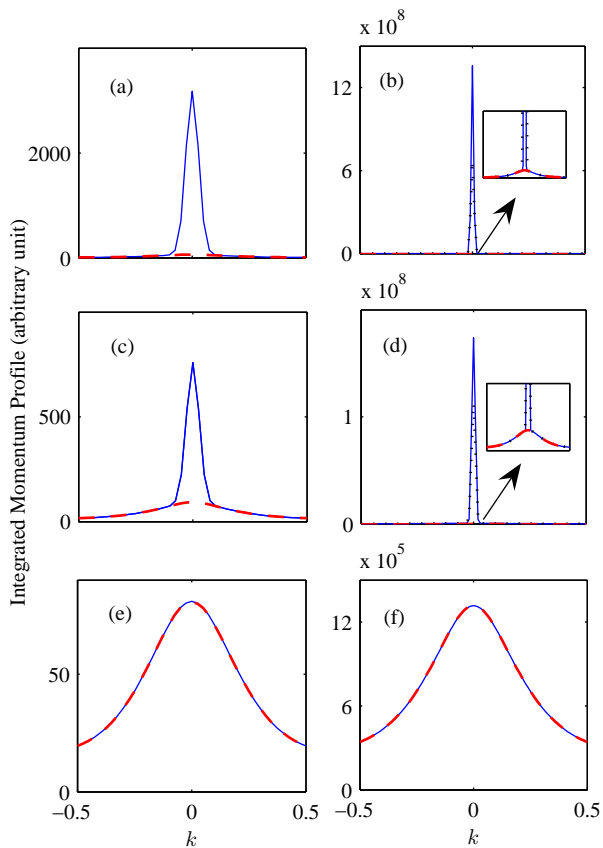 Integrated Momentum Profile (arbitrary unit)
(a)
2000
0
x 10^8
(b)
12
6
0
(c)
500
0
x 10^8
(d)
1
0
(e)
50
0
−0.5 0 0.5
k
x 10^5
(f)
12
6
0
−0.5 0 0.5
k